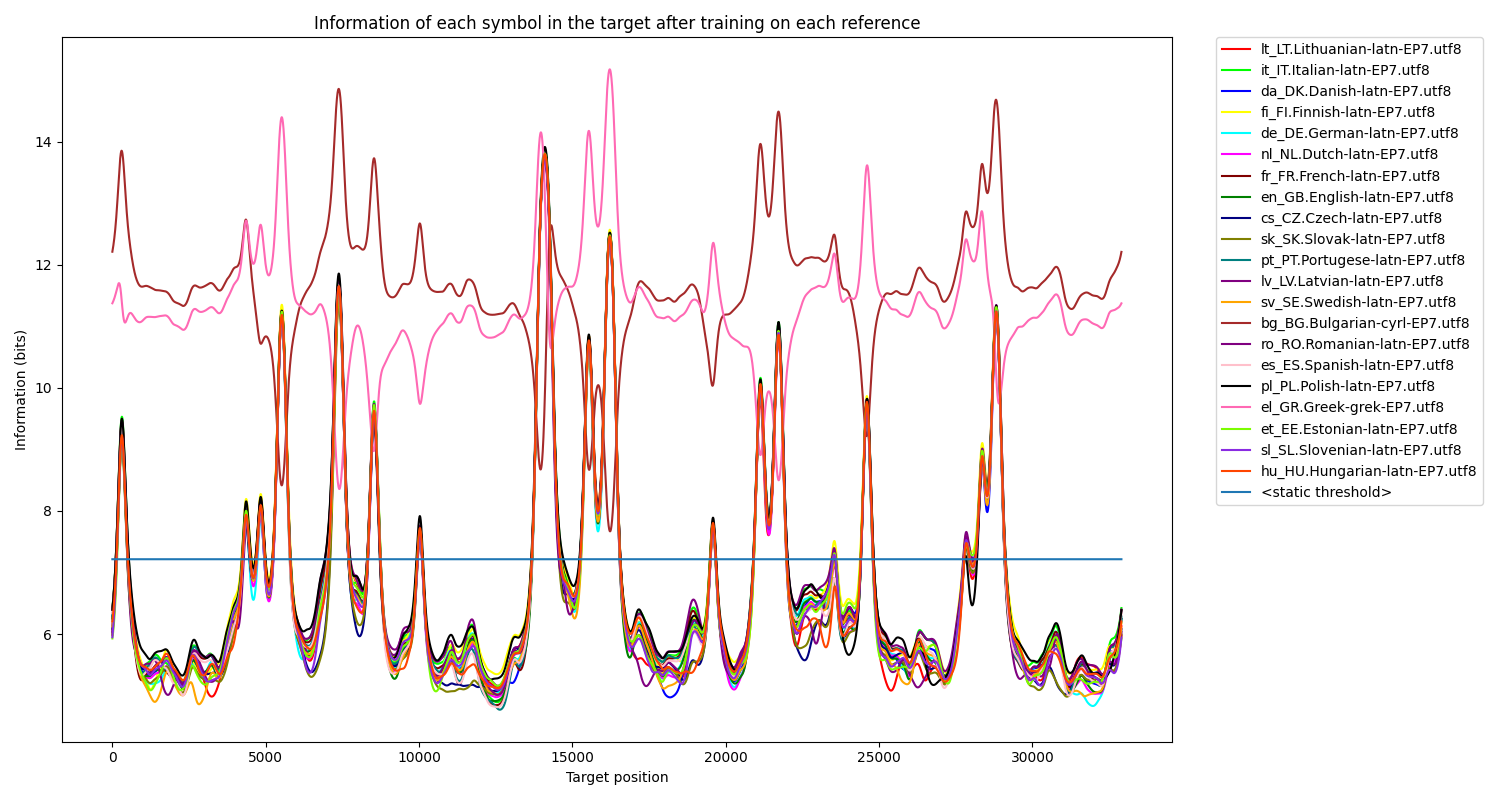 Information of each symbol in the target after training on each reference
Information (bits)
14
12
10
8
6
0
5000
10000
15000
20000
25000
30000
Target position
lt_LT.Lithuanian-latn-EP7.utf8
it_IT.Italian-latn-EP7.utf8
da_DK.Danish-latn-EP7.utf8
fi_FI.Finnish-latn-EP7.utf8
de_DE.German-latn-EP7.utf8
nl_NL.Dutch-latn-EP7.utf8
fr_FR.French-latn-EP7.utf8
en_GB.English-latn-EP7.utf8
cs_CZ.Czech-latn-EP7.utf8
sk_SK.Slovak-latn-EP7.utf8
pt_PT.Portugese-latn-EP7.utf8
lv_LV.Latvian-latn-EP7.utf8
sv_SE.Swedish-latn-EP7.utf8
bg_BG.Bulgarian-cyrl-EP7.utf8
ro_RO.Romanian-latn-EP7.utf8
es_ES.Spanish-latn-EP7.utf8
pl_PL.Polish-latn-EP7.utf8
el_GR.Greek-grek-EP7.utf8
et_EE.Estonian-latn-EP7.utf8
sl_SL.Slovenian-latn-EP7.utf8
hu_HU.Hungarian-latn-EP7.utf8
<static threshold>